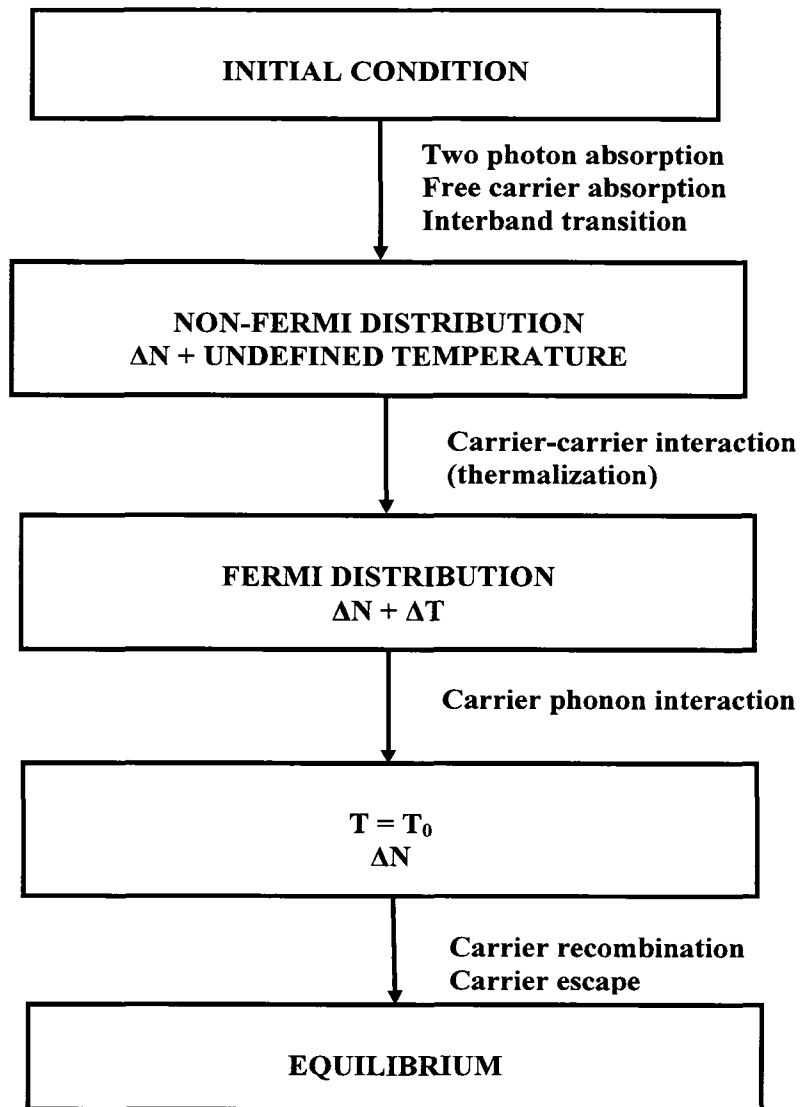 INITIAL CONDITION
Two photon absorption
Free carrier absorption
Interband transition
NON-FERMI DISTRIBUTION
ΔN + UNDEFINED TEMPERATURE
Carrier-carrier interaction
(thermalization)
FERMI DISTRIBUTION
ΔN + ΔT
Carrier phonon interaction
T = T₀
ΔN
Carrier recombination
Carrier escape
EQUILIBRIUM